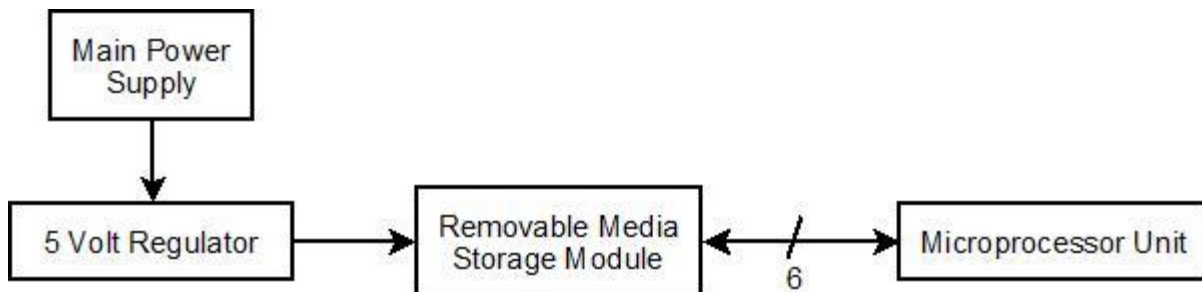 Main Power
Supply
5 Volt Regulator
Removable Media
Storage Module
6
Microprocessor Unit